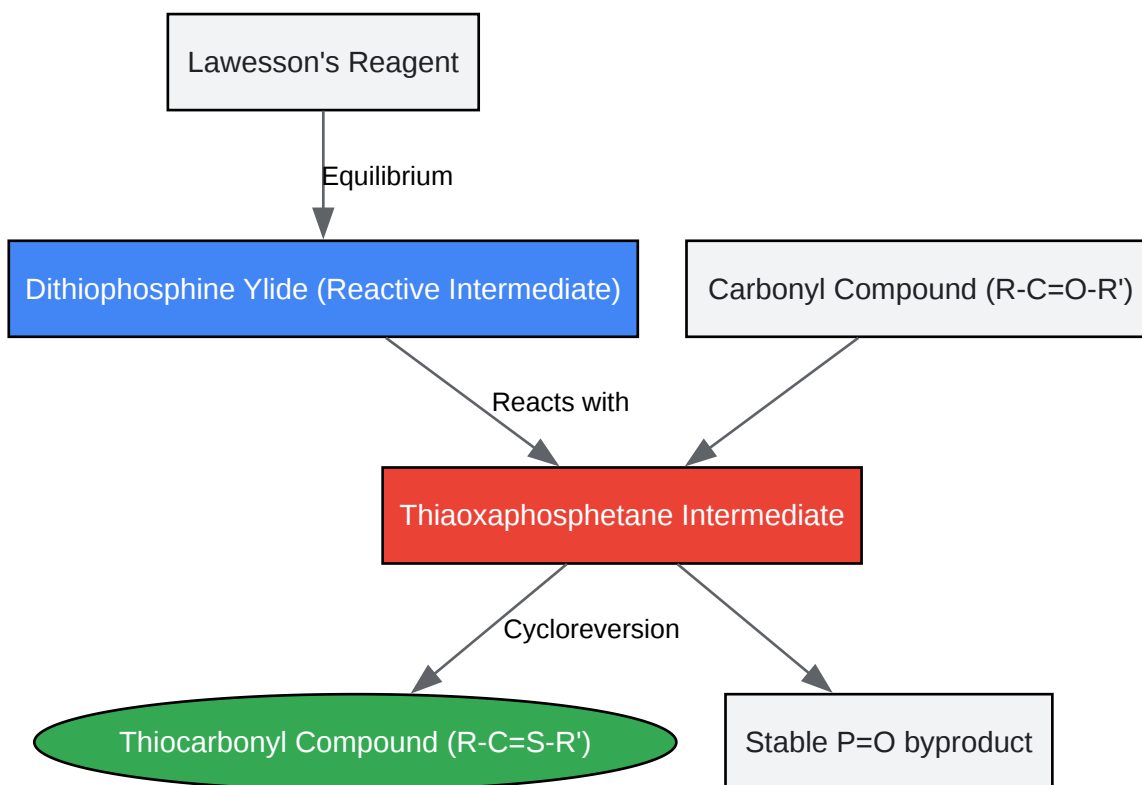 Lawesson's Reagent
Equilibrium
Dithiophosphine Ylide (Reactive Intermediate)
Carbonyl Compound (R-C=O-R')
Reacts with
Thiaoxaphosphetane Intermediate
Cycloreversion
Thiocarbonyl Compound (R-C=S-R')
Stable P=O byproduct